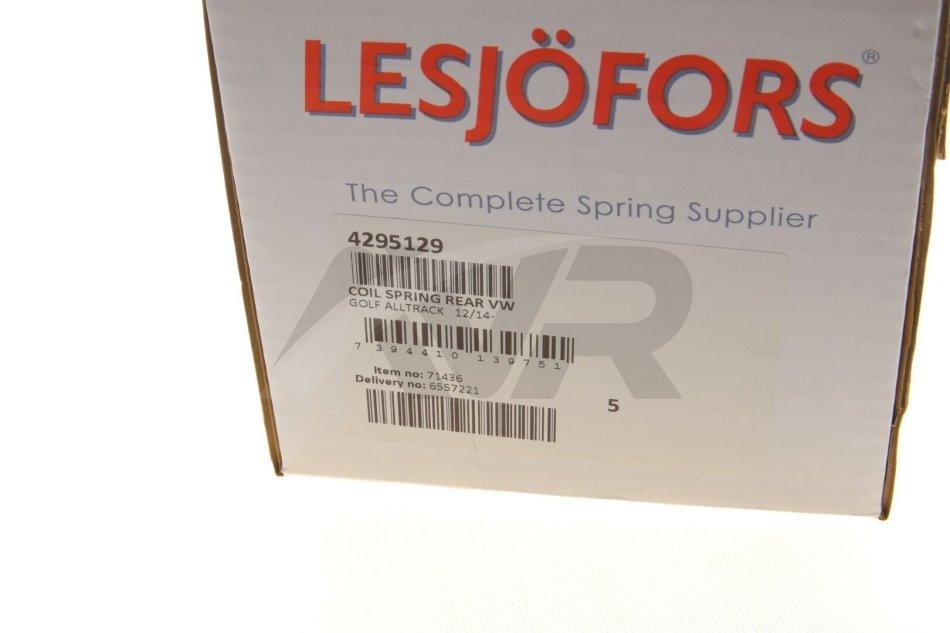 LESJÖFORS®
The Complete Spring Supplier
4295129
COIL SPRING REAR VW
GOLF ALLTRACK 12/14-
7 394410 139751
Item no: 71436
Delivery no: 6557221
5